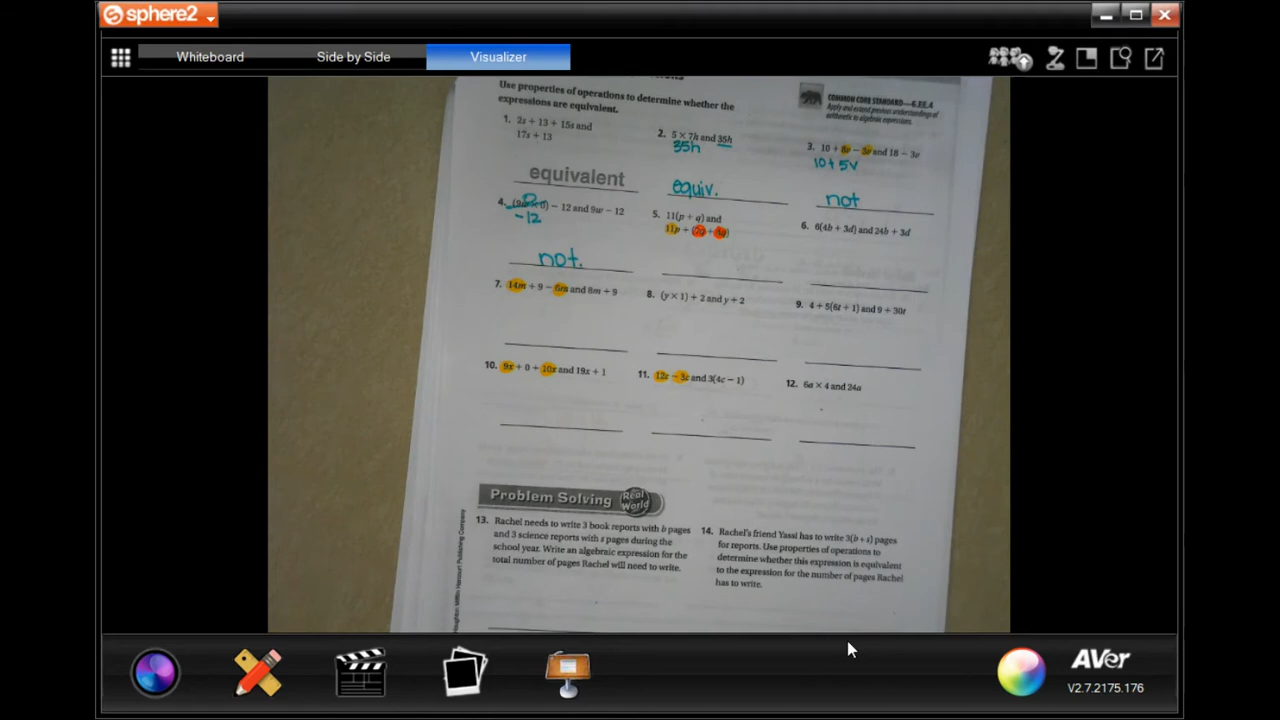 sphere2
Whiteboard
Side by Side
Visualizer
Use properties of operations to determine whether the
expressions are equivalent.
COMMON CORE STANDARD—6.EE.4
Apply and extend previous understandings of
arithmetic to algebraic expressions.
1. 2s + 13 + 15s and
17s + 13
equivalent
2. 5 × 7h and 35h
35h
equiv.
3. 10 + 8v − 3v and 18 − 3v
10 + 5v
not
4. − 12 and 9w − 12
−12
not.
5. 11(p + q) and
11p + (7q + 4q)
6. 6(4b + 3d) and 24b + 3d
7. 14m + 9 − 6m and 8m + 9
8. (y × 1) + 2 and y + 2
9. 4 + 5(6t + 1) and 9 + 30t
10. 9x + 0 + 10x and 19x + 1
11. 12c − 3c and 3(4c − 1)
12. 6a × 4 and 24a
Problem Solving Real
World
13. Rachel needs to write 3 book reports with b pages
and 3 science reports with s pages during the
school year. Write an algebraic expression for the
total number of pages Rachel will need to write.
14. Rachel's friend Yassi has to write 3(b + s) pages
for reports. Use properties of operations to
determine whether this expression is equivalent
to the expression for the number of pages Rachel
has to write.
Houghton Mifflin Harcourt Publishing Company
AVer
V2.7.2175.176